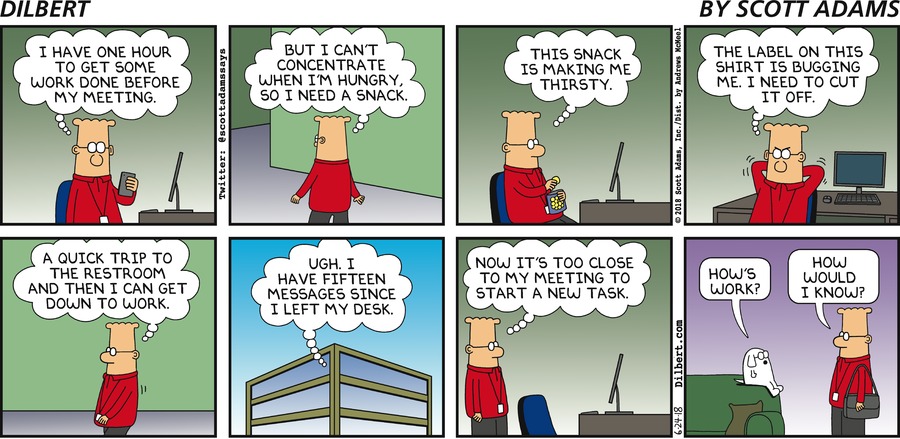 DILBERT
BY SCOTT ADAMS
I HAVE ONE HOUR
TO GET SOME
WORK DONE BEFORE
MY MEETING.
Twitter: @scottadamssays
BUT I CAN'T
CONCENTRATE
WHEN I'M HUNGRY,
SO I NEED A SNACK.
THIS SNACK
IS MAKING ME
THIRSTY.
© 2018 Scott Adams, Inc./Dist. by Andrews McMeel
THE LABEL ON THIS
SHIRT IS BUGGING
ME. I NEED TO CUT
IT OFF.
A QUICK TRIP TO
THE RESTROOM
AND THEN I CAN GET
DOWN TO WORK.
UGH. I
HAVE FIFTEEN
MESSAGES SINCE
I LEFT MY DESK.
NOW IT'S TOO CLOSE
TO MY MEETING TO
START A NEW TASK.
6-24-18 Dilbert.com
HOW'S
WORK?
HOW
WOULD
I KNOW?